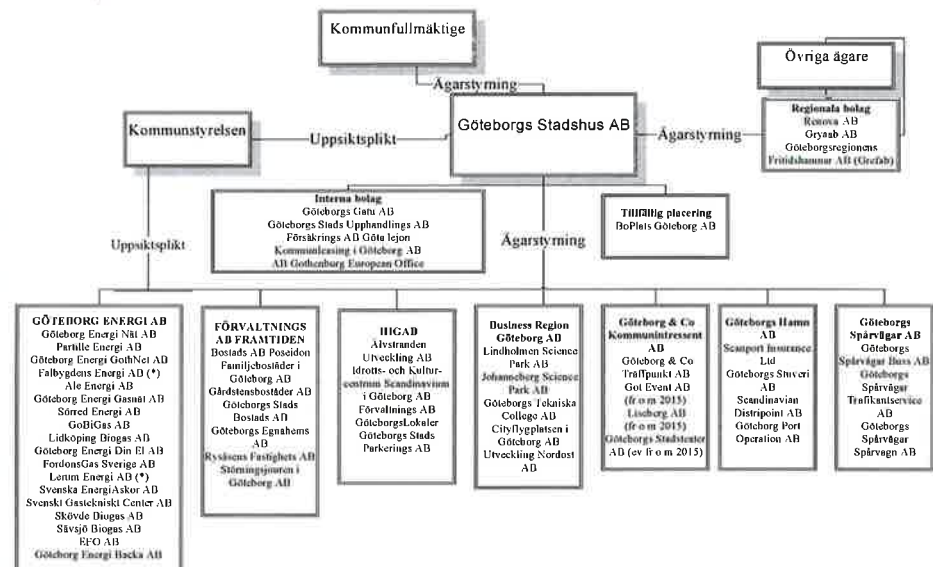 Kommunfullmäktige
Övriga ägare
Ägarstyrning
Regionala bolag
Renova AB
Gryaab AB
Göteborgsregionens
Fritidshamnar AB (Grefab)
Kommunstyrelsen
Uppsiktsplikt
Göteborgs Stadshus AB
Ägarstyrning
Interna bolag
Göteborgs Gatu AB
Göteborgs Stads Upphandlings AB
Försäkrings AB Göta lejon
Kommunleasing i Göteborg AB
AB Gothenburg European Office
Tillfällig placering
BoPlats Göteborg AB
Uppsiktsplikt
Ägarstyrning
GÖTEBORG ENERGI AB
Göteborg Energi Nät AB
Partille Energi AB
Göteborg Energi GothNet AB
Falbygdens Energi AB (*)
Ale Energi AB
Göteborg Energi Gasnät AB
Sörred Energi AB
GoBiGas AB
Lidköping Biogas AB
Göteborg Energi Din El AB
FordonsGas Sverige AB
Lerum Energi AB (*)
Svenska EnergiAskor AB
Svenskt Gastekniskt Center AB
Skövde Biogas AB
Sävsjö Biogas AB
EFO AB
Göteborg Energi Backa AB
FÖRVALTNINGS
AB FRAMTIDEN
Bostads AB Poseidon
Familjebostäder i
Göteborg AB
Gårdstensbostäder AB
Göteborgs Stads
Bostads AB
Göteborgs Egnahems
AB
Rysåsens Fastighets AB
Störningsjouren i
Göteborg AB
HIGAB
Älvstranden
Utveckling AB
Idrotts- och Kultur-
centrum Scandinavium
i Göteborg AB
Förvaltnings AB
GöteborgsLokaler
Göteborgs Stads
Parkerings AB
Business Region
Göteborg AB
Lindholmen Science
Park AB
Johanneberg Science
Park AB
Göteborgs Tekniska
College AB
Cityflygplatsen i
Göteborg AB
Utveckling Nordost AB
Göteborg & Co
Kommunintressent
AB
Göteborg & Co
Träffpunkt AB
Got Event AB
(fr o m 2015)
Liseberg AB
(fr o m 2015)
Göteborgs Stadsteater
AB (ev fr o m 2015)
Göteborgs Hamn
AB
Scanport Insurance
Ltd
Göteborgs Stuveri
AB
Scandinavian
Distripoint AB
Göteborg Port
Operation AB
Göteborgs
Spårvägar AB
Göteborgs
Spårvägar Buss AB
Göteborgs
Spårvägar
Trafikantservice
AB
Göteborgs
Spårvägar
Spårvagn AB